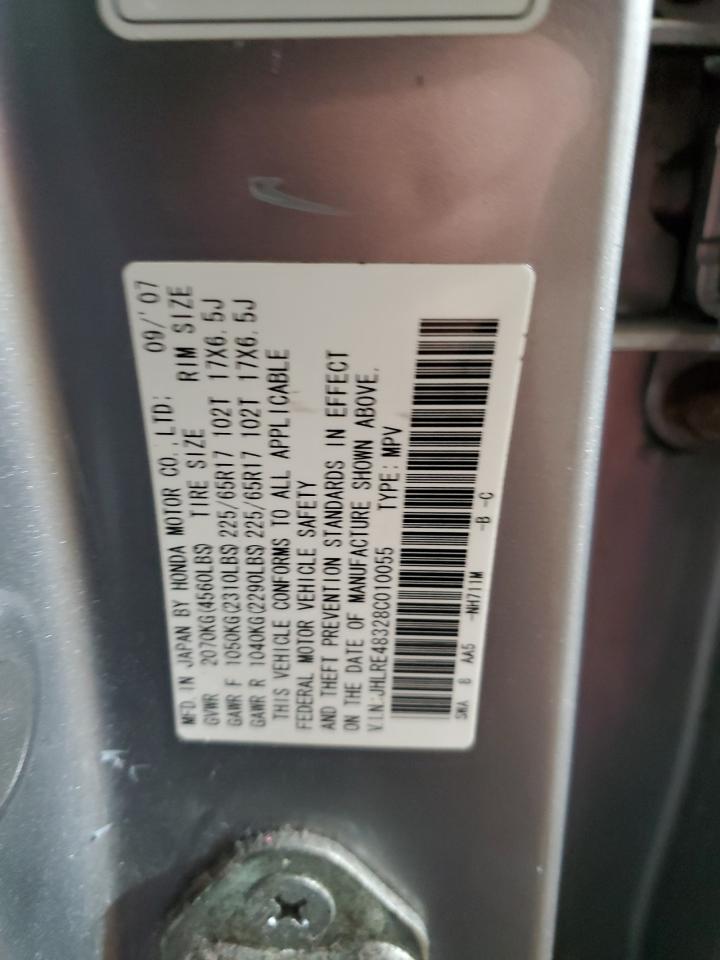 MFD. IN JAPAN BY HONDA MOTOR CO., LTD. 09/'07
GVWR 2070KG(4560LBS) TIRE SIZE RIM SIZE
GAWR F 1050KG(2310LBS) 225/65R17 102T 17X6.5J
GAWR R 1040KG(2290LBS) 225/65R17 102T 17X6.5J
THIS VEHICLE CONFORMS TO ALL APPLICABLE
FEDERAL MOTOR VEHICLE SAFETY
AND THEFT PREVENTION STANDARDS IN EFFECT
ON THE DATE OF MANUFACTURE SHOWN ABOVE.
V.I.N:JHLRE48328C010055 TYPE: MPV
SWA 8 AA5 -NH711M -B -C